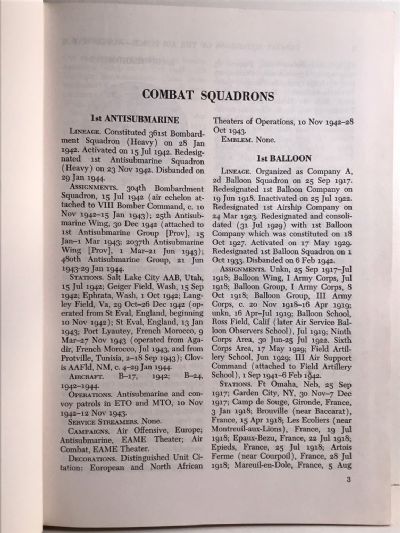 COMBAT SQUADRONS
1st ANTISUBMARINE
LINEAGE. Constituted 361st Bombard-
ment Squadron (Heavy) on 28 Jan
1942. Activated on 15 Jul 1942. Redesig-
nated 1st Antisubmarine Squadron
(Heavy) on 23 Nov 1942. Disbanded on
29 Jan 1944.
ASSIGNMENTS. 304th Bombardment
Squadron, 15 Jul 1942 (air echelon at-
tached to VIII Bomber Command, c. 10
Nov 1942–15 Jan 1943); 25th Antisub-
marine Wing, 30 Dec 1942 (attached to
1st Antisubmarine Group [Prov], 15
Jan–1 Mar 1943; 2037th Antisubmarine
Wing [Prov], 1 Mar–21 Jun 1943);
480th Antisubmarine Group, 21 Jun
1943-29 Jan 1944.
STATIONS. Salt Lake City AAB, Utah,
15 Jul 1942; Geiger Field, Wash, 15 Sep
1942; Ephrata, Wash, 1 Oct 1942; Lang-
ley Field, Va, 29 Oct–26 Dec 1942 (op-
erated from St Eval, England, beginning
10 Nov 1942); St Eval, England, 13 Jan
1943; Port Lyautey, French Morocco, 9
Mar–27 Nov 1943 (operated from Aga-
dir, French Morocco, Jul 1943, and from
Protville, Tunisia, 2–18 Sep 1943); Clo-
vis AAFld, NM, c. 4–29 Jan 1944.
AIRCRAFT. B–17, 1942; B–24,
1942–1944.
OPERATIONS. Antisubmarine and con-
voy patrols in ETO and MTO, 10 Nov
1942–12 Nov 1943.
SERVICE STREAMERS. None.
CAMPAIGNS. Air Offensive, Europe;
Antisubmarine, EAME Theater; Air
Combat, EAME Theater.
DECORATIONS. Distinguished Unit Ci-
tation: European and North African
Theaters of Operations, 10 Nov 1942–28
Oct 1943.
EMBLEM. None.
1st BALLOON
LINEAGE. Organized as Company A,
2d Balloon Squadron on 25 Sep 1917.
Redesignated 1st Balloon Company on
19 Jun 1918. Inactivated on 25 Jul 1922.
Redesignated 1st Airship Company on
24 Mar 1923. Redesignated and consoli-
dated (31 Jul 1929) with 1st Balloon
Company which was constituted on 18
Oct 1927. Activated on 17 May 1929.
Redesignated 1st Balloon Squadron on 1
Oct 1933. Disbanded on 6 Feb 1942.
ASSIGNMENTS. Unkn, 25 Sep 1917–Jul
1918; Balloon Wing, I Army Corps, Jul
1918; Balloon Group, I Army Corps, 8
Oct 1918; Balloon Group, III Army
Corps, c. 20 Nov 1918–16 Apr 1919;
unkn, 16 Apr–Jul 1919; Balloon School,
Ross Field, Calif (later Air Service Bal-
loon Observers School), Jul 1919; Ninth
Corps Area, 30 Jun-25 Jul 1922. Sixth
Corps Area, 17 May 1929; Field Artil-
lery School, Jun 1929; III Air Support
Command (attached to Field Artillery
School), 1 Sep 1941–6 Feb 1942.
STATIONS. Ft Omaha, Neb, 25 Sep
1917; Garden City, NY, 30 Nov–7 Dec
1917; Camp de Souge, Gironde, France,
3 Jan 1918; Brouville (near Baccarat),
France, 15 Apr 1918; Les Ecoliers (near
Montreuil-aux-Lions), France, 19 Jul
1918; Epaux-Bezu, France, 22 Jul 1918;
Epieds, France, 25 Jul 1918; Artois
Ferme (near Courpoil), France, 28 Jul
1918; Mareuil-en-Dole, France, 5 Aug
3